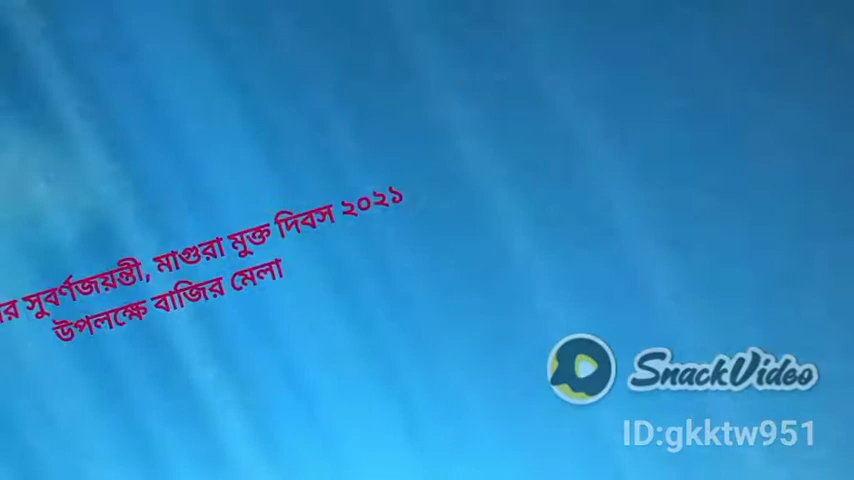 সুবর্ণজয়ন্তী, মাগুরা মুক্ত দিবস ২০২১
উপলক্ষে বাজির মেলা
SnackVideo
ID:gkktw951